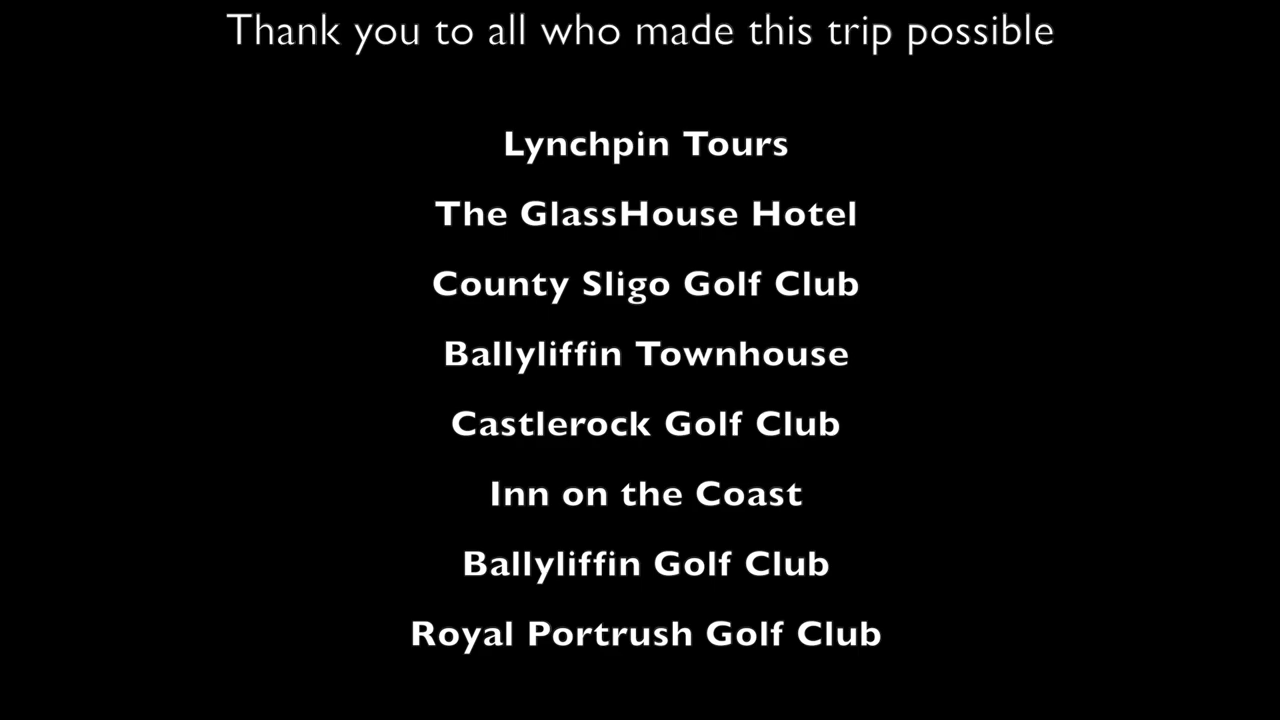 Thank you to all who made this trip possible
Lynchpin Tours
The GlassHouse Hotel
County Sligo Golf Club
Ballyliffin Townhouse
Castlerock Golf Club
Inn on the Coast
Ballyliffin Golf Club
Royal Portrush Golf Club